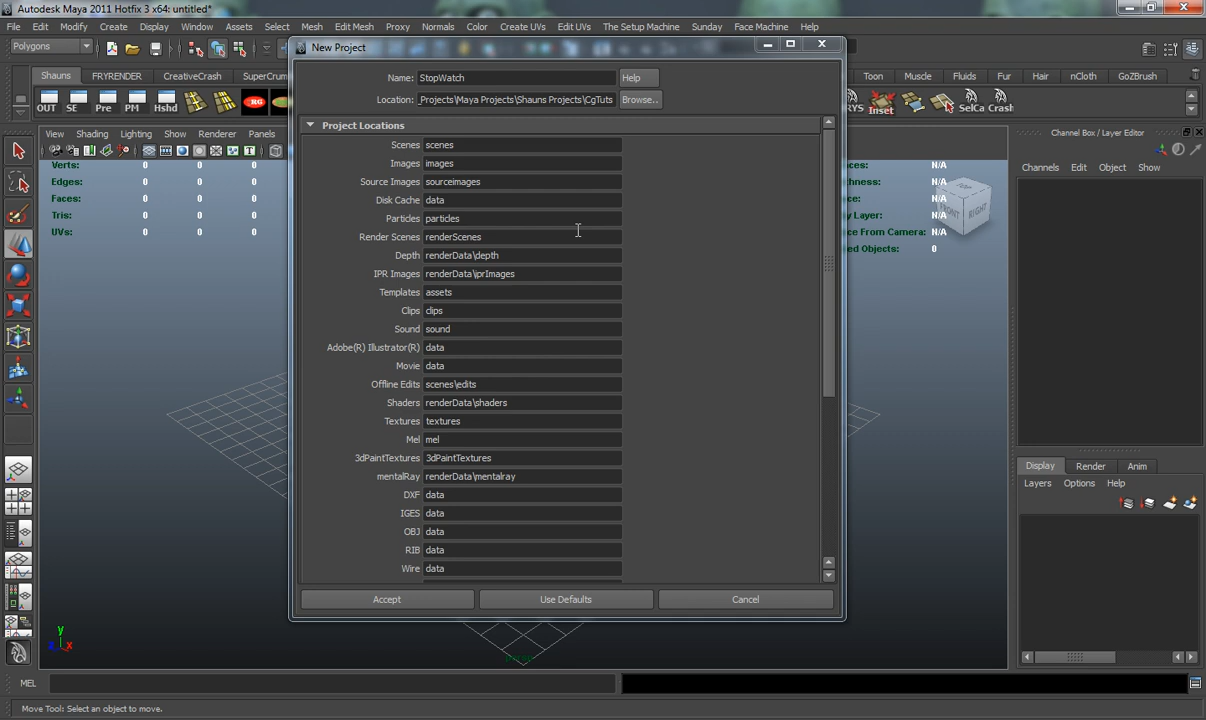 Autodesk Maya 2011 Hotfix 3 x64: untitled*
File Edit Modify Create Display Window Assets Select Mesh Edit Mesh Proxy Normals Color Create UVs Edit UVs The Setup Machine Sunday Face Machine Help
Polygons
New Project
Shauns FRYRENDER CreativeCrash SuperCrum Toon Muscle Fluids Fur Hair nCloth GoZBrush
OUT SE Pre PM Hshd RG RYS Inset SelCa Crash
Name: StopWatch Help
Location: Projects\Maya Projects\Shauns Projects\CgTuts Browse..
Project Locations
Scenes scenes
Images images
Source Images sourceimages
Disk Cache data
Particles particles
Render Scenes renderScenes
Depth renderData\depth
IPR Images renderData\iprImages
Templates assets
Clips clips
Sound sound
Adobe(R) Illustrator(R) data
Movie data
Offline Edits scenes\edits
Shaders renderData\shaders
Textures textures
Mel mel
3dPaintTextures 3dPaintTextures
mentalRay renderData\mentalray
DXF data
IGES data
OBJ data
RIB data
Wire data
Accept Use Defaults Cancel
View Shading Lighting Show Renderer Panels
Verts: 0 0 0
Edges: 0 0 0
Faces: 0 0 0
Tris: 0 0 0
UVs: 0 0 0
ces: N/A
hness: N/A
y Layer: N/A
ce From Camera: N/A
ed Objects: 0
TOP
FRONT RIGHT
Channel Box / Layer Editor
Channels Edit Object Show
Display Render Anim
Layers Options Help
y
z x
MEL
Move Tool: Select an object to move.